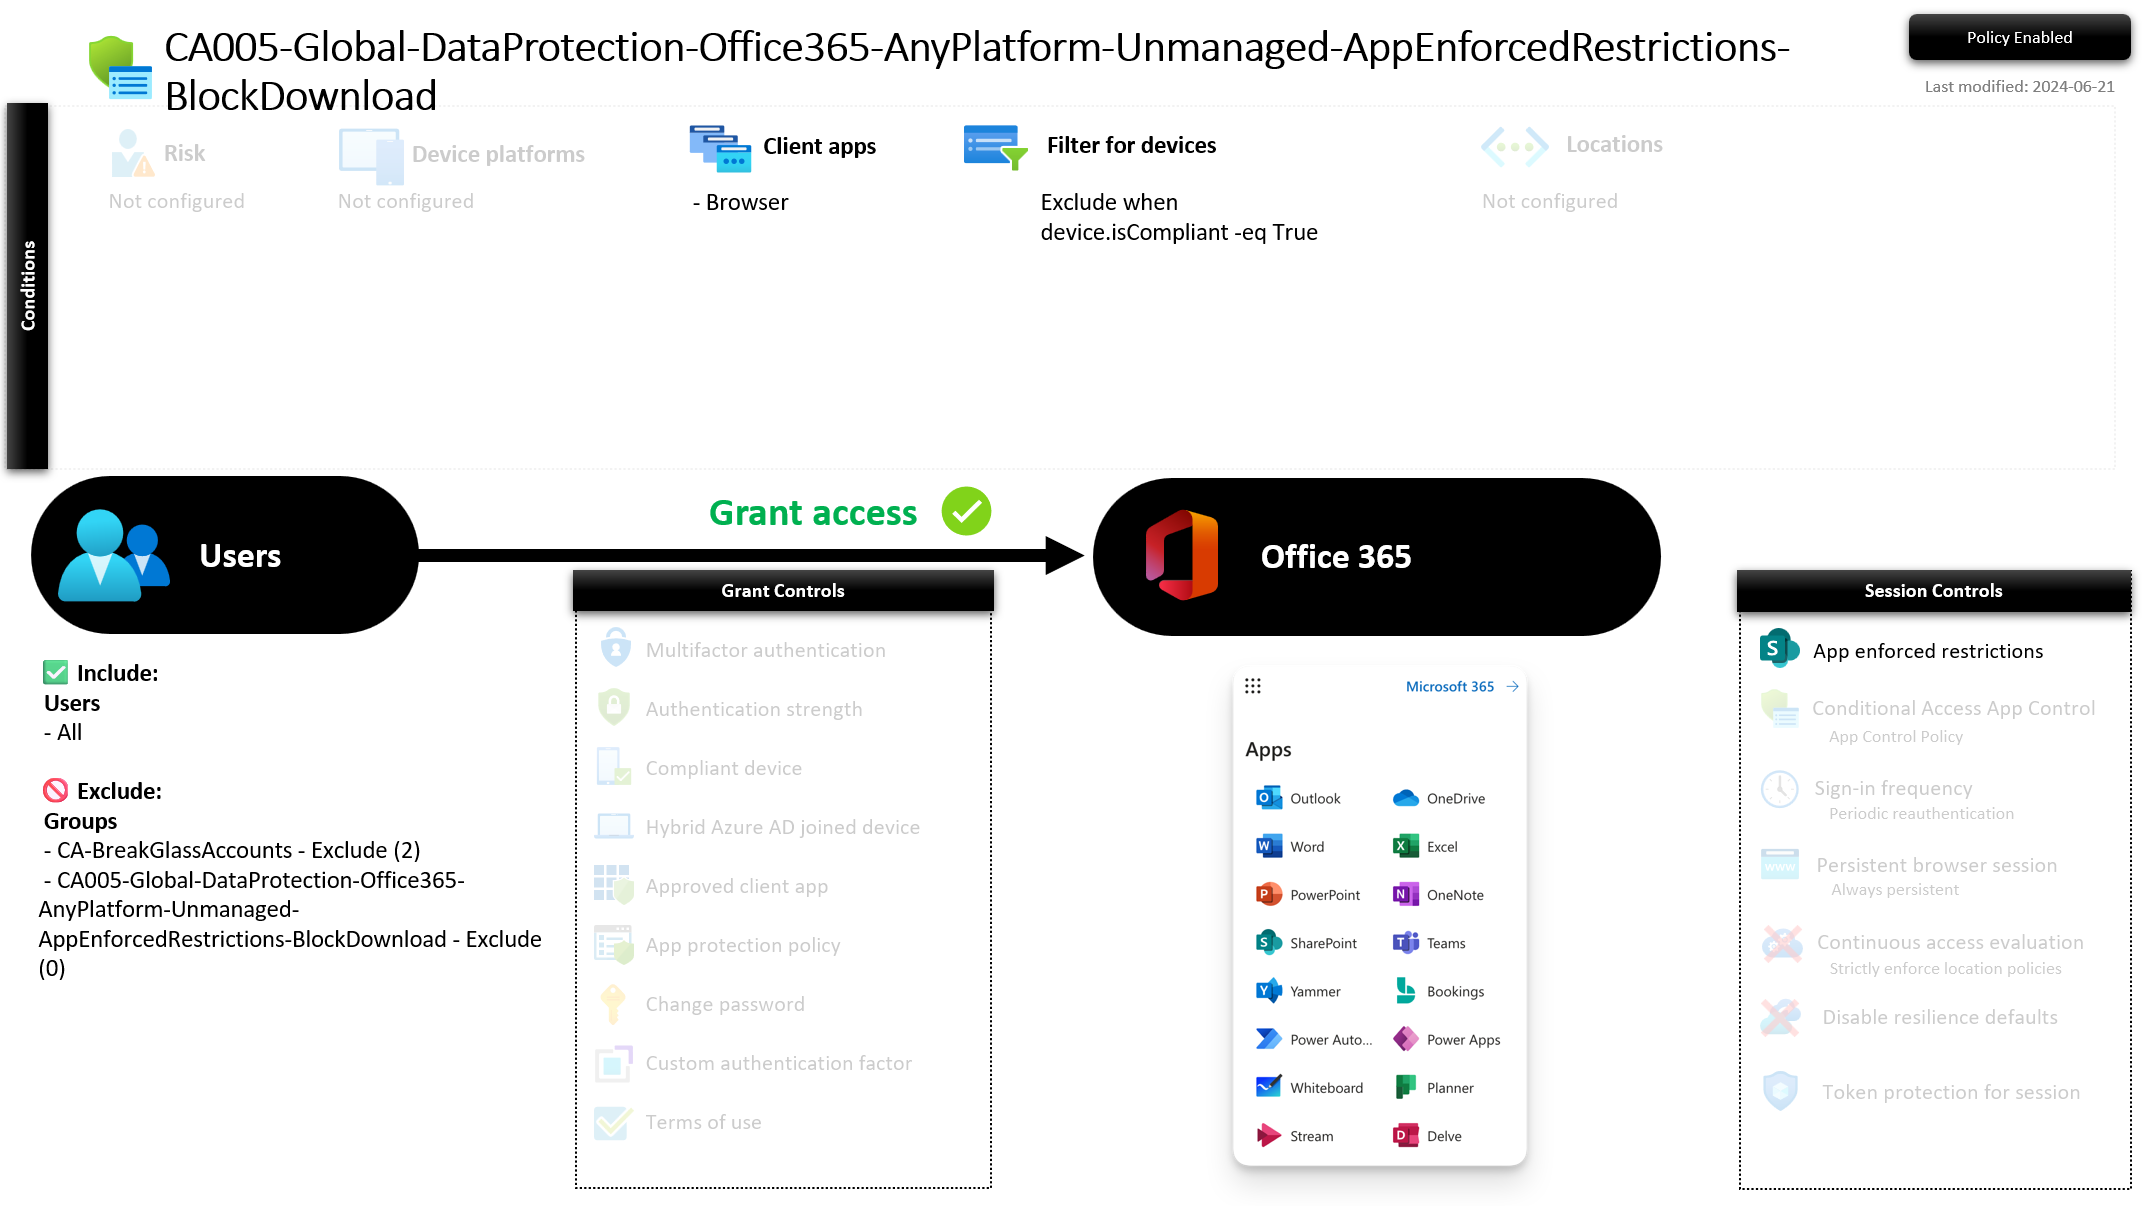 CA005-Global-DataProtection-Office365-AnyPlatform-Unmanaged-AppEnforcedRestrictions-
BlockDownload
Policy Enabled
Last modified: 2024-06-21
Conditions
Risk
Not configured
Device platforms
Not configured
Client apps
- Browser
Filter for devices
Exclude when
device.isCompliant -eq True
Locations
Not configured
Users
Grant access
Office 365
✅ Include:
Users
- All
🚫 Exclude:
Groups
- CA-BreakGlassAccounts - Exclude (2)
- CA005-Global-DataProtection-Office365-
AnyPlatform-Unmanaged-
AppEnforcedRestrictions-BlockDownload - Exclude
(0)
Grant Controls
Multifactor authentication
Authentication strength
Compliant device
Hybrid Azure AD joined device
Approved client app
App protection policy
Change password
Custom authentication factor
Terms of use
Microsoft 365 →
Apps
Outlook
OneDrive
Word
Excel
PowerPoint
OneNote
SharePoint
Teams
Yammer
Bookings
Power Auto...
Power Apps
Whiteboard
Planner
Stream
Delve
Session Controls
App enforced restrictions
Conditional Access App Control
App Control Policy
Sign-in frequency
Periodic reauthentication
www
Persistent browser session
Always persistent
Continuous access evaluation
Strictly enforce location policies
Disable resilience defaults
Token protection for session